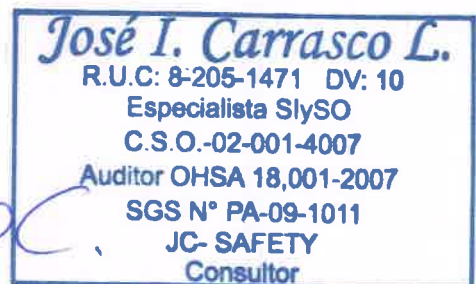 José I. Carrasco L.
R.U.C: 8-205-1471 DV: 10
Especialista SIySO
C.S.O.-02-001-4007
Auditor OHSA 18,001-2007
SGS N° PA-09-1011
JC- SAFETY
Consultor